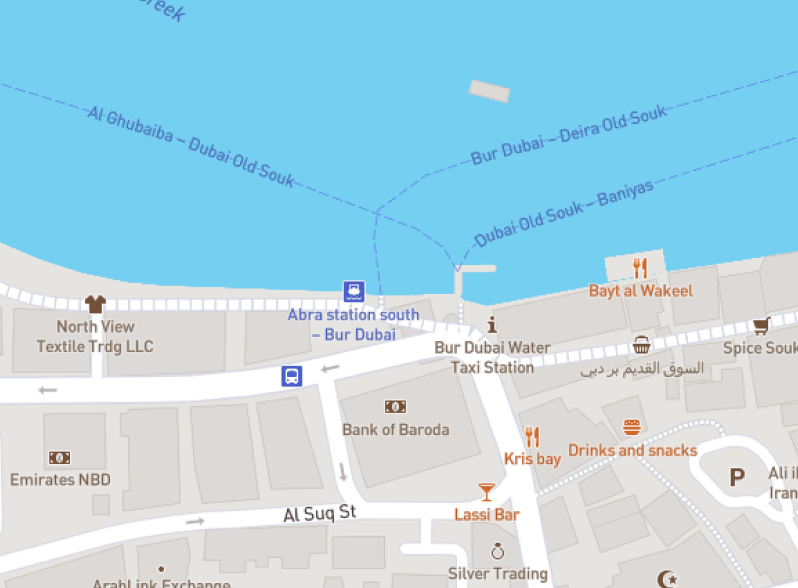 reek
Al Ghubaiba – Dubai Old Souk
Bur Dubai – Deira Old Souk
Dubai Old Souk – Baniyas
Bayt al Wakeel
Abra station south
– Bur Dubai
North View
Textile Trdg LLC
Bur Dubai Water
Taxi Station
Spice Souk
السوق القديم بر دبي
Bank of Baroda
Kris bay
Drinks and snacks
Emirates NBD
P
Ali i
Iran
Lassi Bar
Al Suq St
Silver Trading
ArabLink Exchange